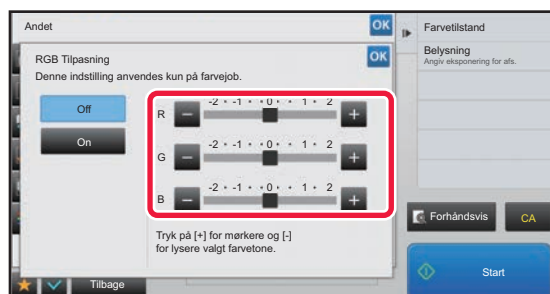 Andet
OK
RGB Tilpasning
OK
Denne indstilling anvendes kun på farvejob.
Off
On
R
-2 • -1 • • 0 • • 1 • 2
− +
G
-2 • -1 • • 0 • • 1 • 2
− +
B
-2 • -1 • • 0 • • 1 • 2
− +
Tryk på [+] for mørkere og [-]
for lysere valgt farvetone.
Tilbage
Farvetilstand
Belysning
Angiv eksponering for afs.
Forhåndsvis
CA
Start